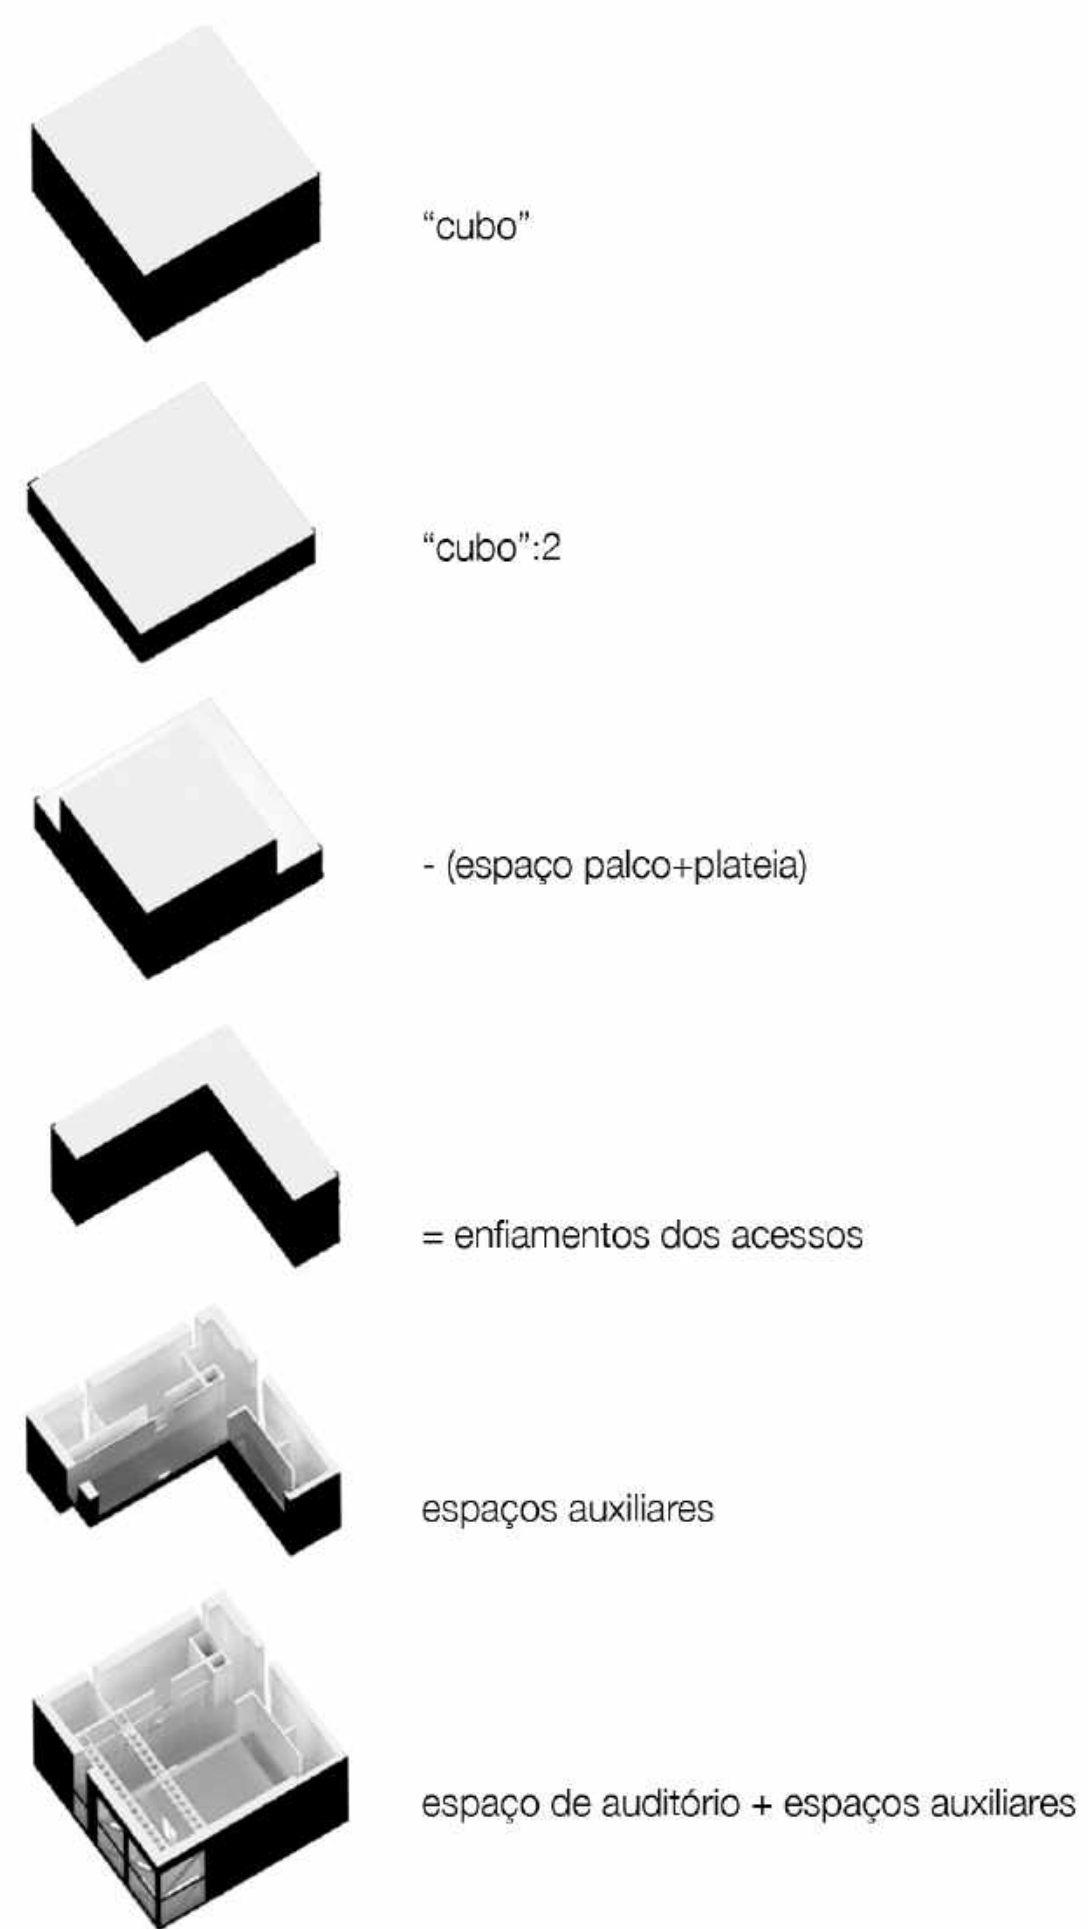 “cubo”
“cubo”:2
- (espaço palco+plateia)
= enfiamentos dos acessos
espaços auxiliares
espaço de auditório + espaços auxiliares